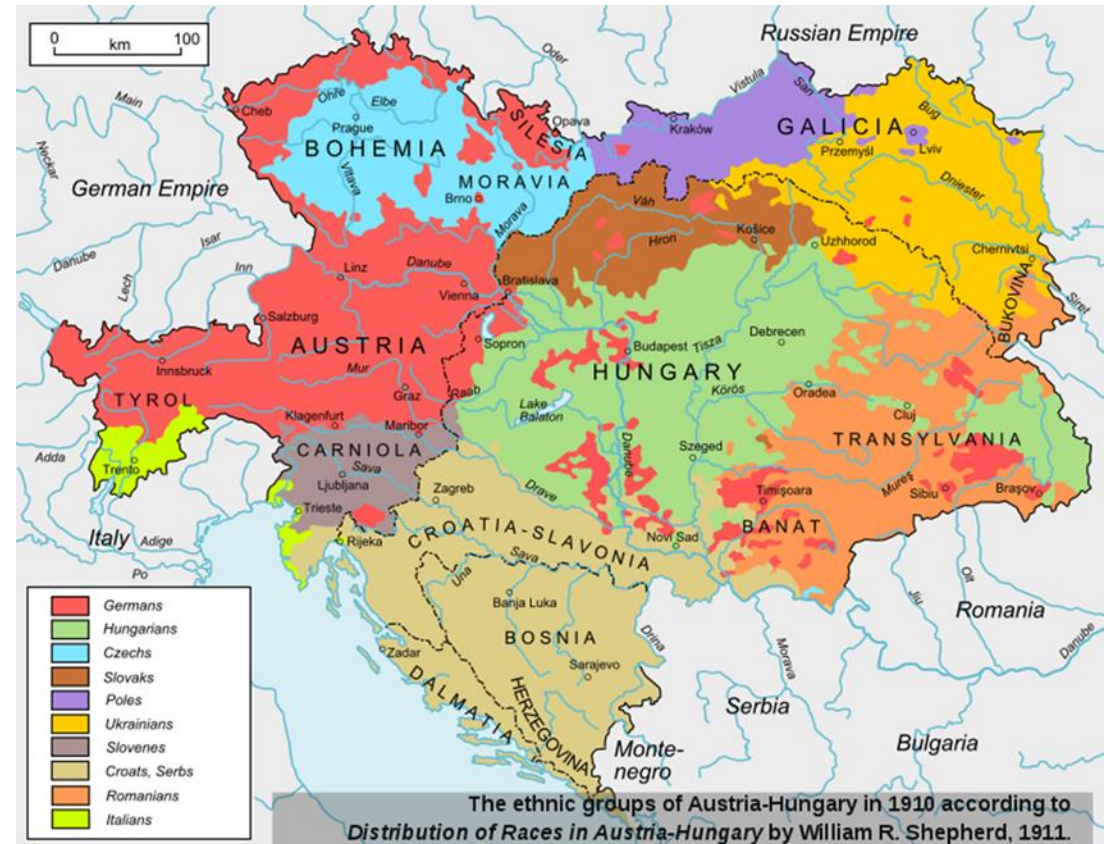 0 100
km
Russian Empire
Oder
Vistula
San
Bug
Main
Ohře
Elbe
Cheb
Prague
Opava
SILESIA
Kraków
GALICIA
Lviv
Przemyśl
BOHEMIA
Vltava
MORAVIA
Brno
Neckar
German Empire
Dniester
Morava
Váh
Hron
Košice
Uzhhorod
Chernivtsi
Isar
Danube
Lech
Inn
Linz
Danube
Vienna
Bratislava
BUKOVINA
Siret
Salzburg
AUSTRIA
Sopron
Budapest
Tisza
Debrecen
Innsbruck
Mur
HUNGARY
TYROL
Graz
Raab
Körös
Oradea
Lake
Balaton
Cluj
Klagenfurt
Maribor
Danube
TRANSYLVANIA
CARNIOLA
Szeged
Adda
Trento
Sava
Ljubljana
Zagreb
Drave
Mureș
Timișoara
Sibiu
Brașov
Trieste
CROATIA-SLAVONIA
BANAT
Italy
Adige
Rijeka
Novi Sad
Po
Sava
Una
Olt
Jiu
Banja Luka
Romania
BOSNIA
Drina
Morava
Danube
Zadar
Sarajevo
DALMATIA
HERZEGOVINA
Serbia
Monte-
negro
Bulgaria
Germans
Hungarians
Czechs
Slovaks
Poles
Ukrainians
Slovenes
Croats, Serbs
Romanians
Italians
The ethnic groups of Austria-Hungary in 1910 according to
Distribution of Races in Austria-Hungary by William R. Shepherd, 1911.